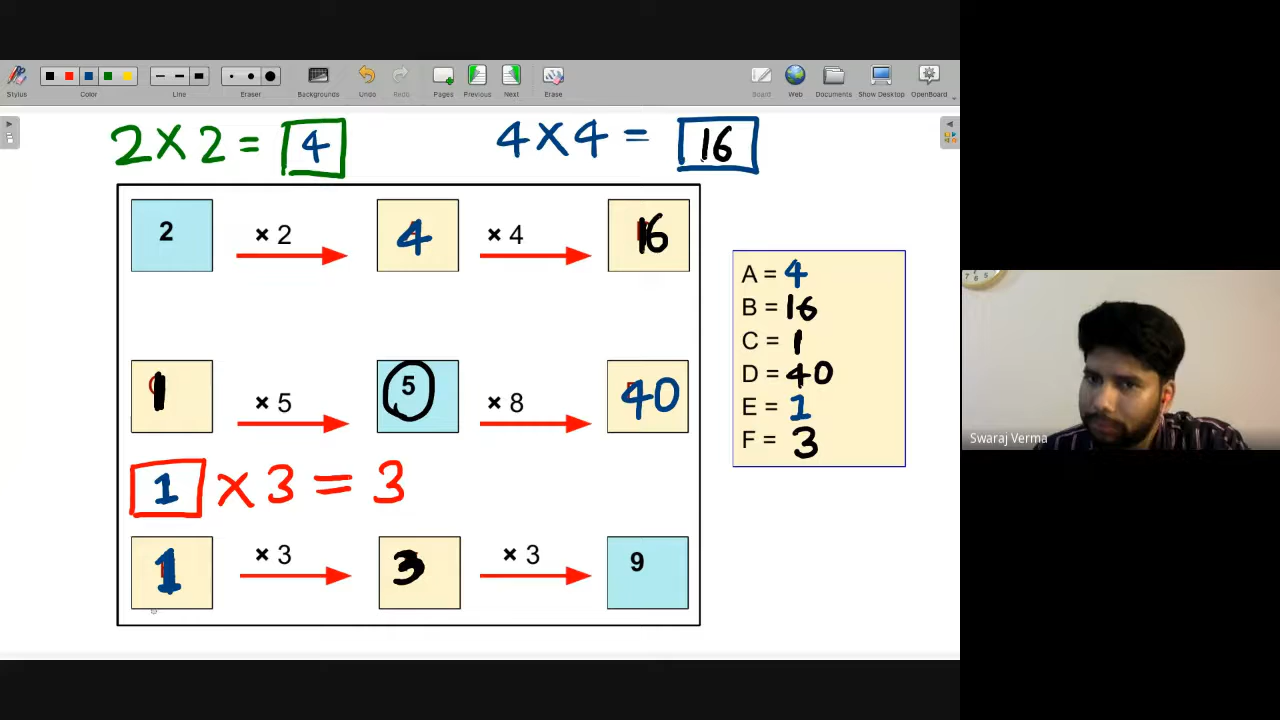 Stylus Color Line Eraser Backgrounds Undo Redo Pages Previous Next Erase Board Web Documents Show Desktop OpenBoard
2 × 2 = 4 4 × 4 = 16
2 × 2 4 × 4 16
A = 4
B = 16
C = 1
D = 40
E = 1
F = 3
1 × 5 5 × 8 40
1 × 3 = 3
1 × 3 3 × 3 9
Swaraj Verma